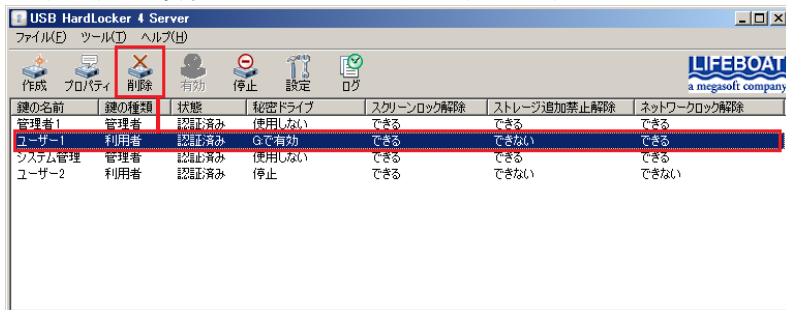 USB HardLocker 4 Server
ファイル(F) ツール(T) ヘルプ(H)
作成 プロパティ 削除 有効 停止 設定 ログ
LIFEBOAT
a megasoft company
鍵の名前 鍵の種類 状態 秘密ドライブ スクリーンロック解除 ストレージ追加禁止解除 ネットワークロック解除
管理者1 管理者 認証済み 使用しない できる できる できる
ユーザー1 利用者 認証済み G:で有効 できる できない できる
システム管理 管理者 認証済み 使用しない できる できる できる
ユーザー2 利用者 認証済み 停止 できる できない できない